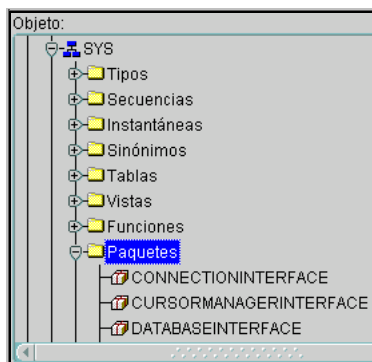 Objeto:
SYS
Tipos
Secuencias
Instantáneas
Sinónimos
Tablas
Vistas
Funciones
Paquetes
CONNECTIONINTERFACE
CURSORMANAGERINTERFACE
DATABASEINTERFACE